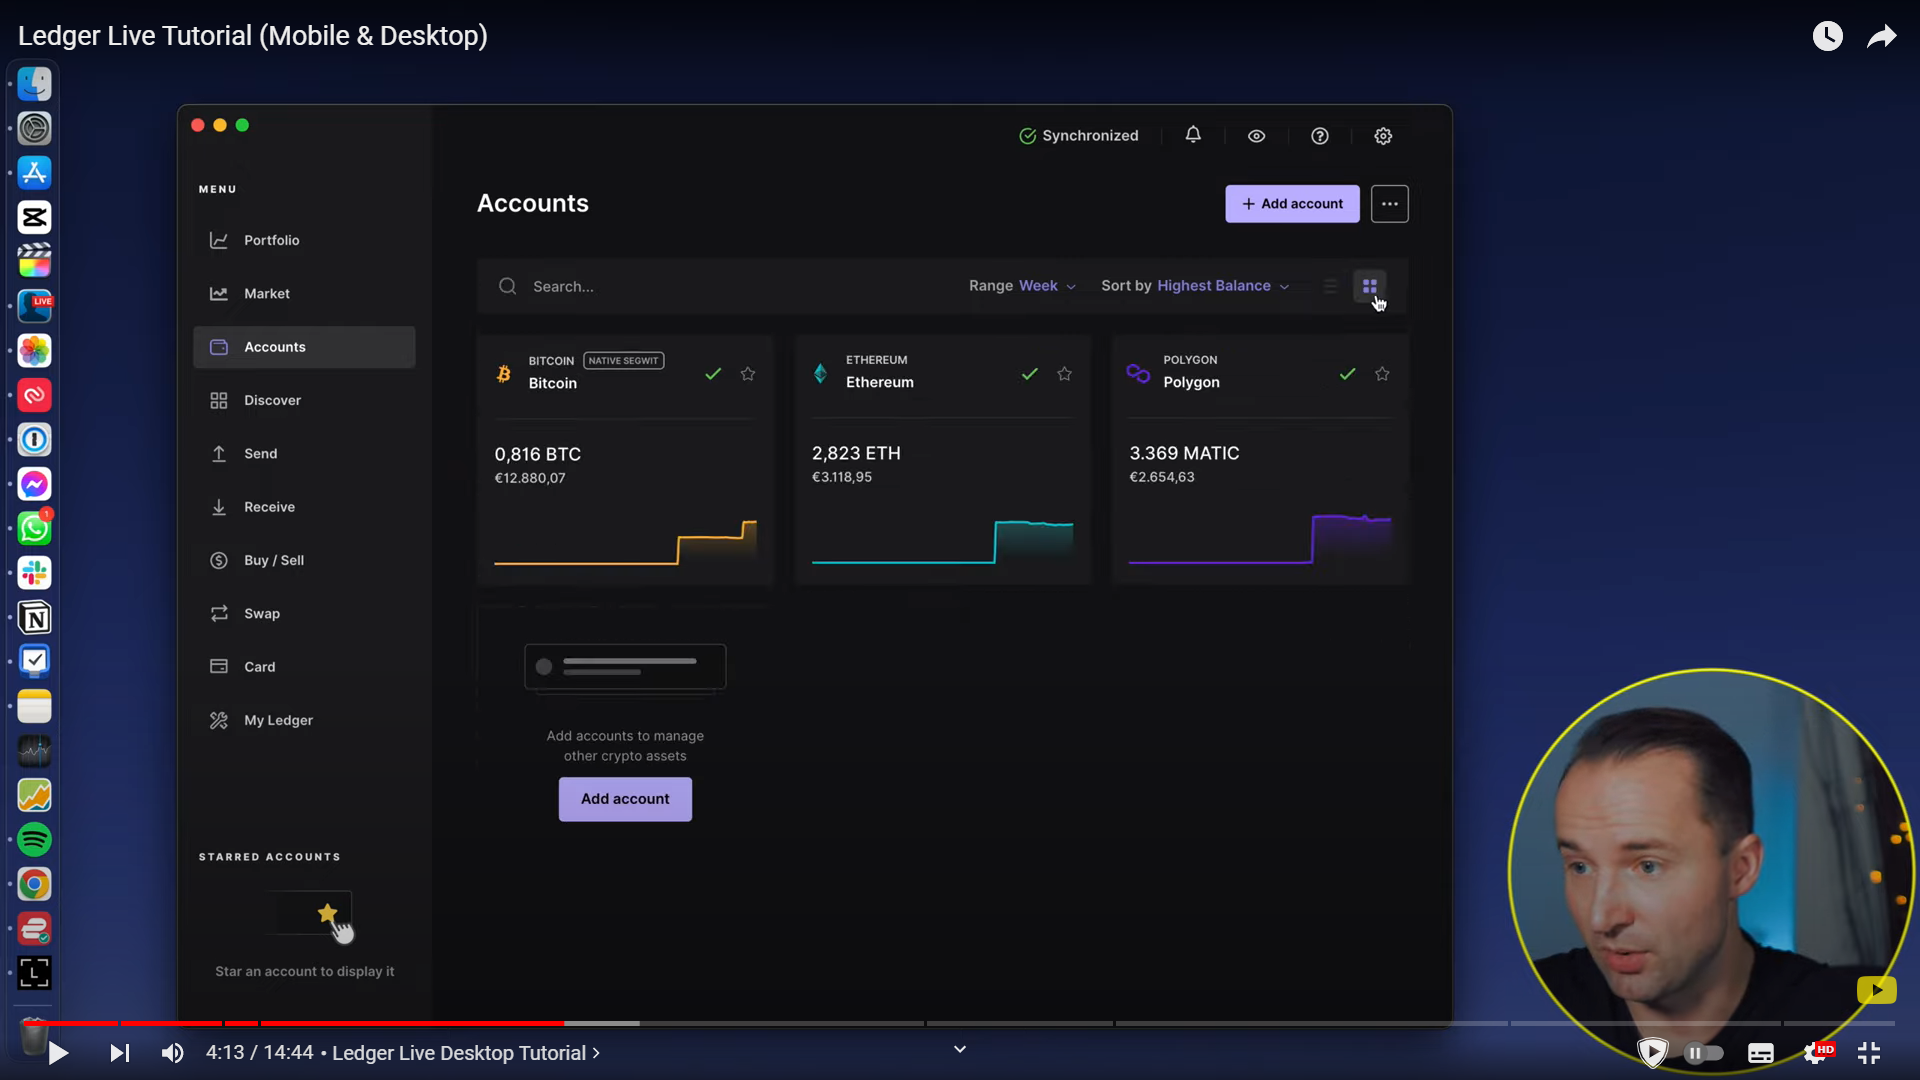 Ledger Live Tutorial (Mobile & Desktop)
LIVE
1
Synchronized
MENU
Portfolio
Market
Accounts
Discover
Send
Receive
Buy / Sell
Swap
Card
My Ledger
STARRED ACCOUNTS
Star an account to display it
Accounts
+ Add account
Search...
Range Week
Sort by Highest Balance
BITCOIN NATIVE SEGWIT
Bitcoin
0,816 BTC
€12.880,07
ETHEREUM
Ethereum
2,823 ETH
€3.118,95
POLYGON
Polygon
3.369 MATIC
€2.654,63
Add accounts to manage
other crypto assets
Add account
4:13 / 14:44 • Ledger Live Desktop Tutorial
HD